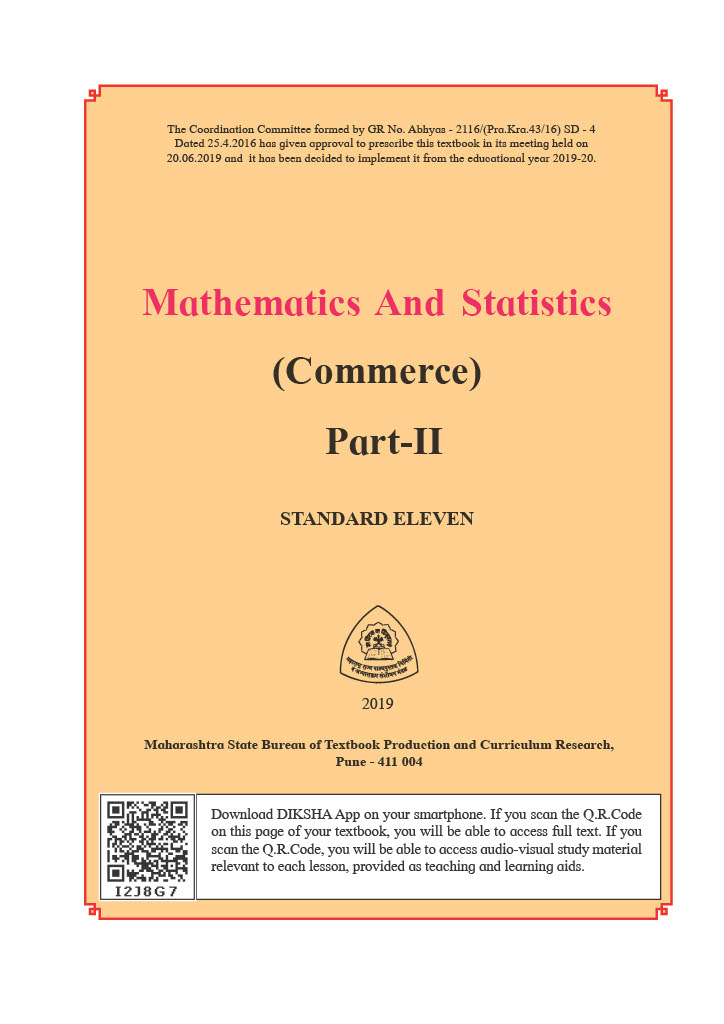 The Coordination Committee formed by GR No. Abhyas - 2116/(Pra.Kra.43/16) SD - 4
Dated 25.4.2016 has given approval to prescribe this textbook in its meeting held on
20.06.2019 and it has been decided to implement it from the educational year 2019-20.
Mathematics And Statistics
(Commerce)
Part-II
STANDARD ELEVEN
2019
Maharashtra State Bureau of Textbook Production and Curriculum Research,
Pune - 411 004
Download DIKSHA App on your smartphone. If you scan the Q.R.Code
on this page of your textbook, you will be able to access full text. If you
scan the Q.R.Code, you will be able to access audio-visual study material
relevant to each lesson, provided as teaching and learning aids.
I2J8G7